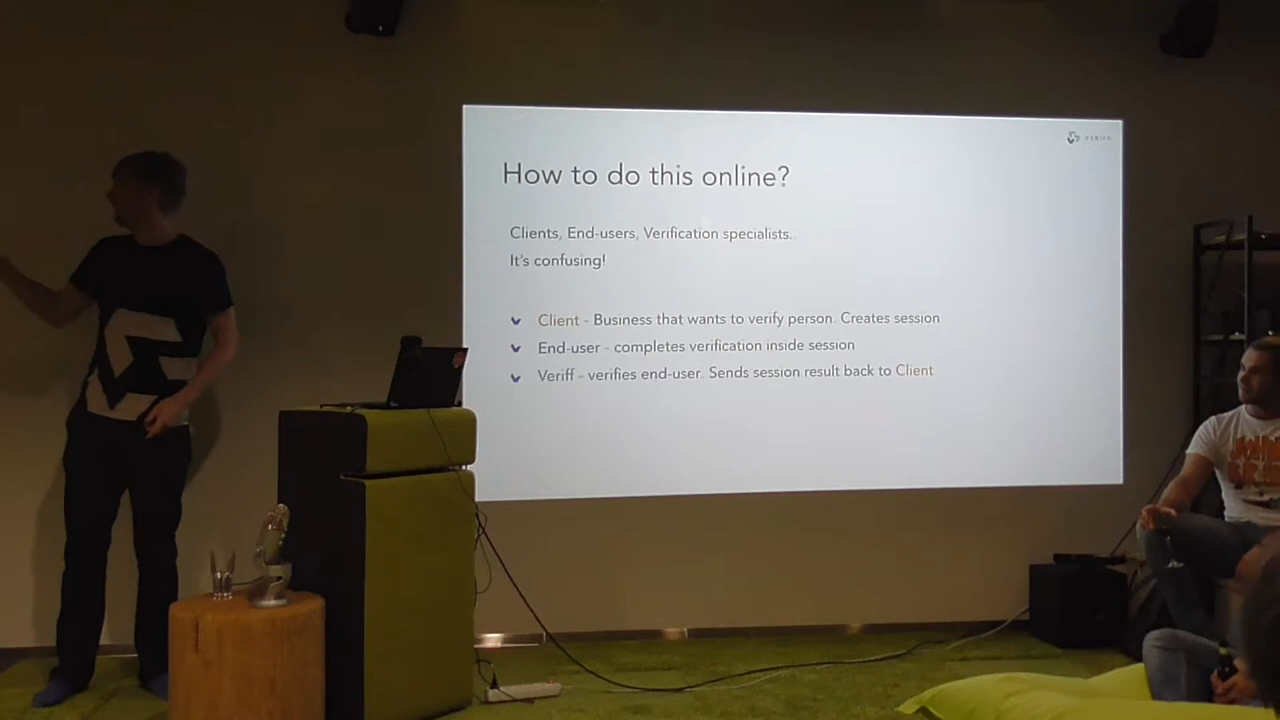 VERIFF
How to do this online?
Clients, End-users, Verification specialists..
It's confusing!
Client - Business that wants to verify person. Creates session
End-user - completes verification inside session
Veriff - verifies end-user. Sends session result back to Client